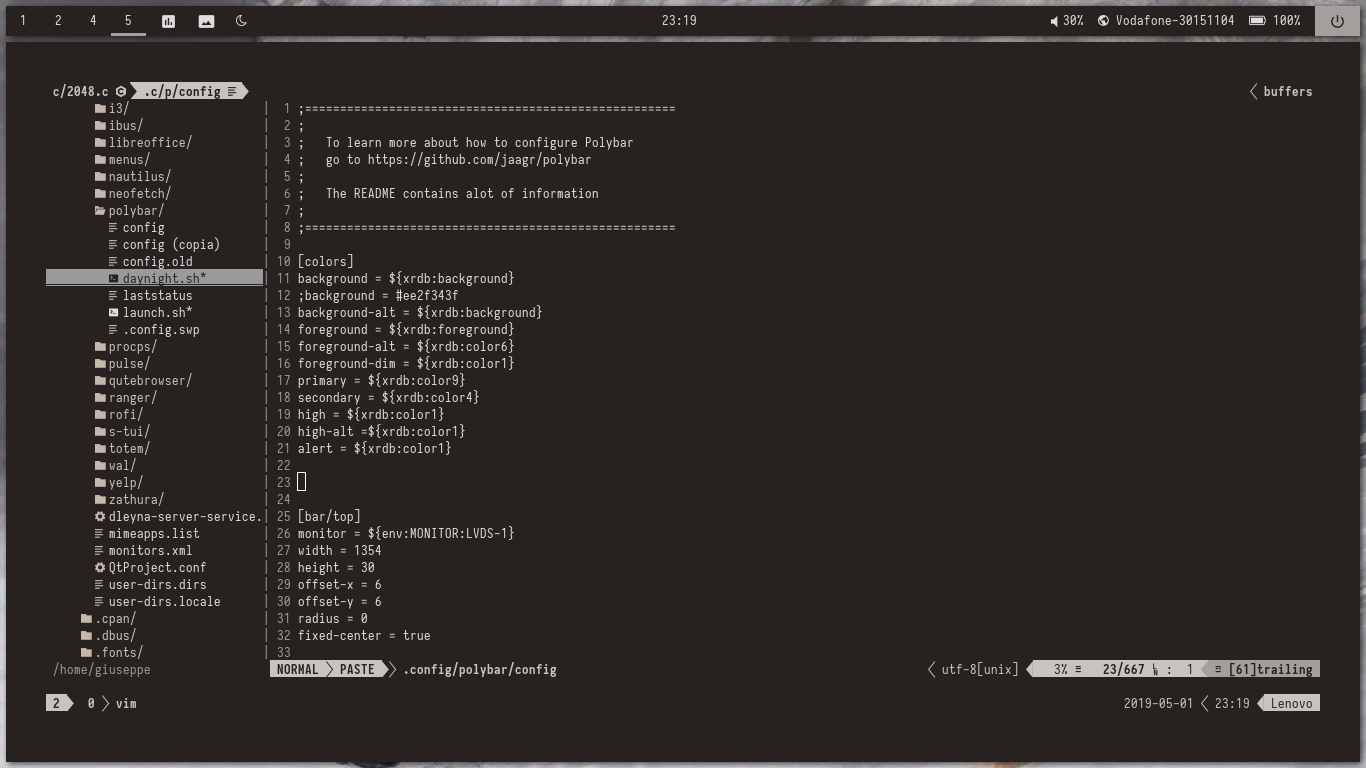 1 2 4 5 23:19 30% Vodafone-30151104 100%
c/2048.c .c/p/config buffers
i3/
ibus/
libreoffice/
menus/
nautilus/
neofetch/
polybar/
config
config (copia)
config.old
daynight.sh*
laststatus
launch.sh*
.config.swp
procps/
pulse/
qutebrowser/
ranger/
rofi/
s-tui/
totem/
wal/
yelp/
zathura/
dleyna-server-service.
mimeapps.list
monitors.xml
QtProject.conf
user-dirs.dirs
user-dirs.locale
.cpan/
.dbus/
.fonts/
1 ;=====================================================
2 ;
3 ;   To learn more about how to configure Polybar
4 ;   go to https://github.com/jaagr/polybar
5 ;
6 ;   The README contains alot of information
7 ;
8 ;=====================================================
9
10 [colors]
11 background = ${xrdb:background}
12 ;background = #ee2f343f
13 background-alt = ${xrdb:background}
14 foreground = ${xrdb:foreground}
15 foreground-alt = ${xrdb:color6}
16 foreground-dim = ${xrdb:color1}
17 primary = ${xrdb:color9}
18 secondary = ${xrdb:color4}
19 high = ${xrdb:color1}
20 high-alt =${xrdb:color1}
21 alert = ${xrdb:color1}
22
23
24
25 [bar/top]
26 monitor = ${env:MONITOR:LVDS-1}
27 width = 1354
28 height = 30
29 offset-x = 6
30 offset-y = 6
31 radius = 0
32 fixed-center = true
33
/home/giuseppe NORMAL PASTE .config/polybar/config utf-8[unix] 3% ≡ 23/667 : 1 [61]trailing
2 0 vim 2019-05-01 23:19 Lenovo